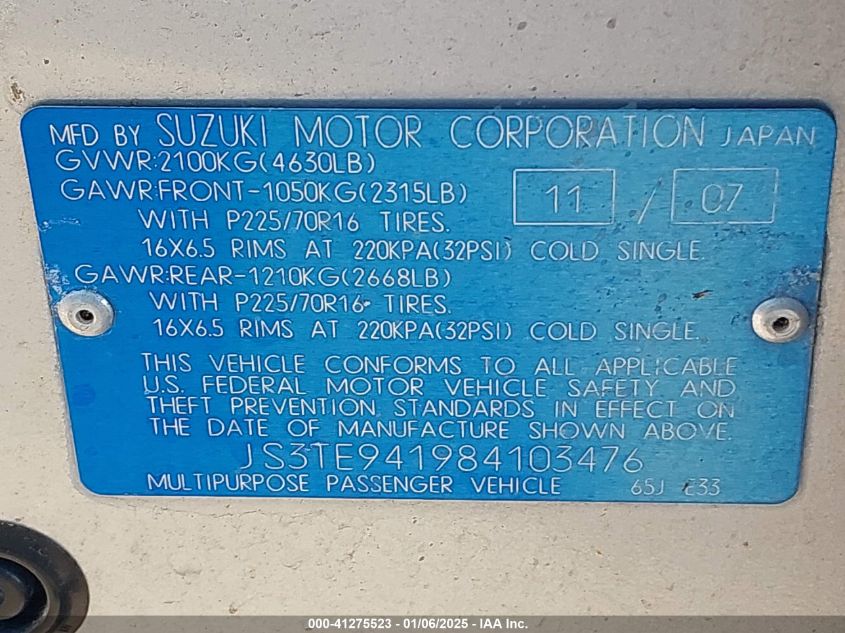 MFD BY SUZUKI MOTOR CORPORATION JAPAN
GVWR:2100KG(4630LB)
GAWR:FRONT-1050KG(2315LB) 11 / 07
WITH P225/70R16 TIRES.
16X6.5 RIMS AT 220KPA(32PSI) COLD SINGLE.
GAWR:REAR-1210KG(2668LB)
WITH P225/70R16 TIRES.
16X6.5 RIMS AT 220KPA(32PSI) COLD SINGLE.
THIS VEHICLE CONFORMS TO ALL APPLICABLE
U.S. FEDERAL MOTOR VEHICLE SAFETY AND
THEFT PREVENTION STANDARDS IN EFFECT ON
THE DATE OF MANUFACTURE SHOWN ABOVE.
JS3TE941984103476
MULTIPURPOSE PASSENGER VEHICLE 65J E33
000-41275523 - 01/06/2025 - IAA Inc.